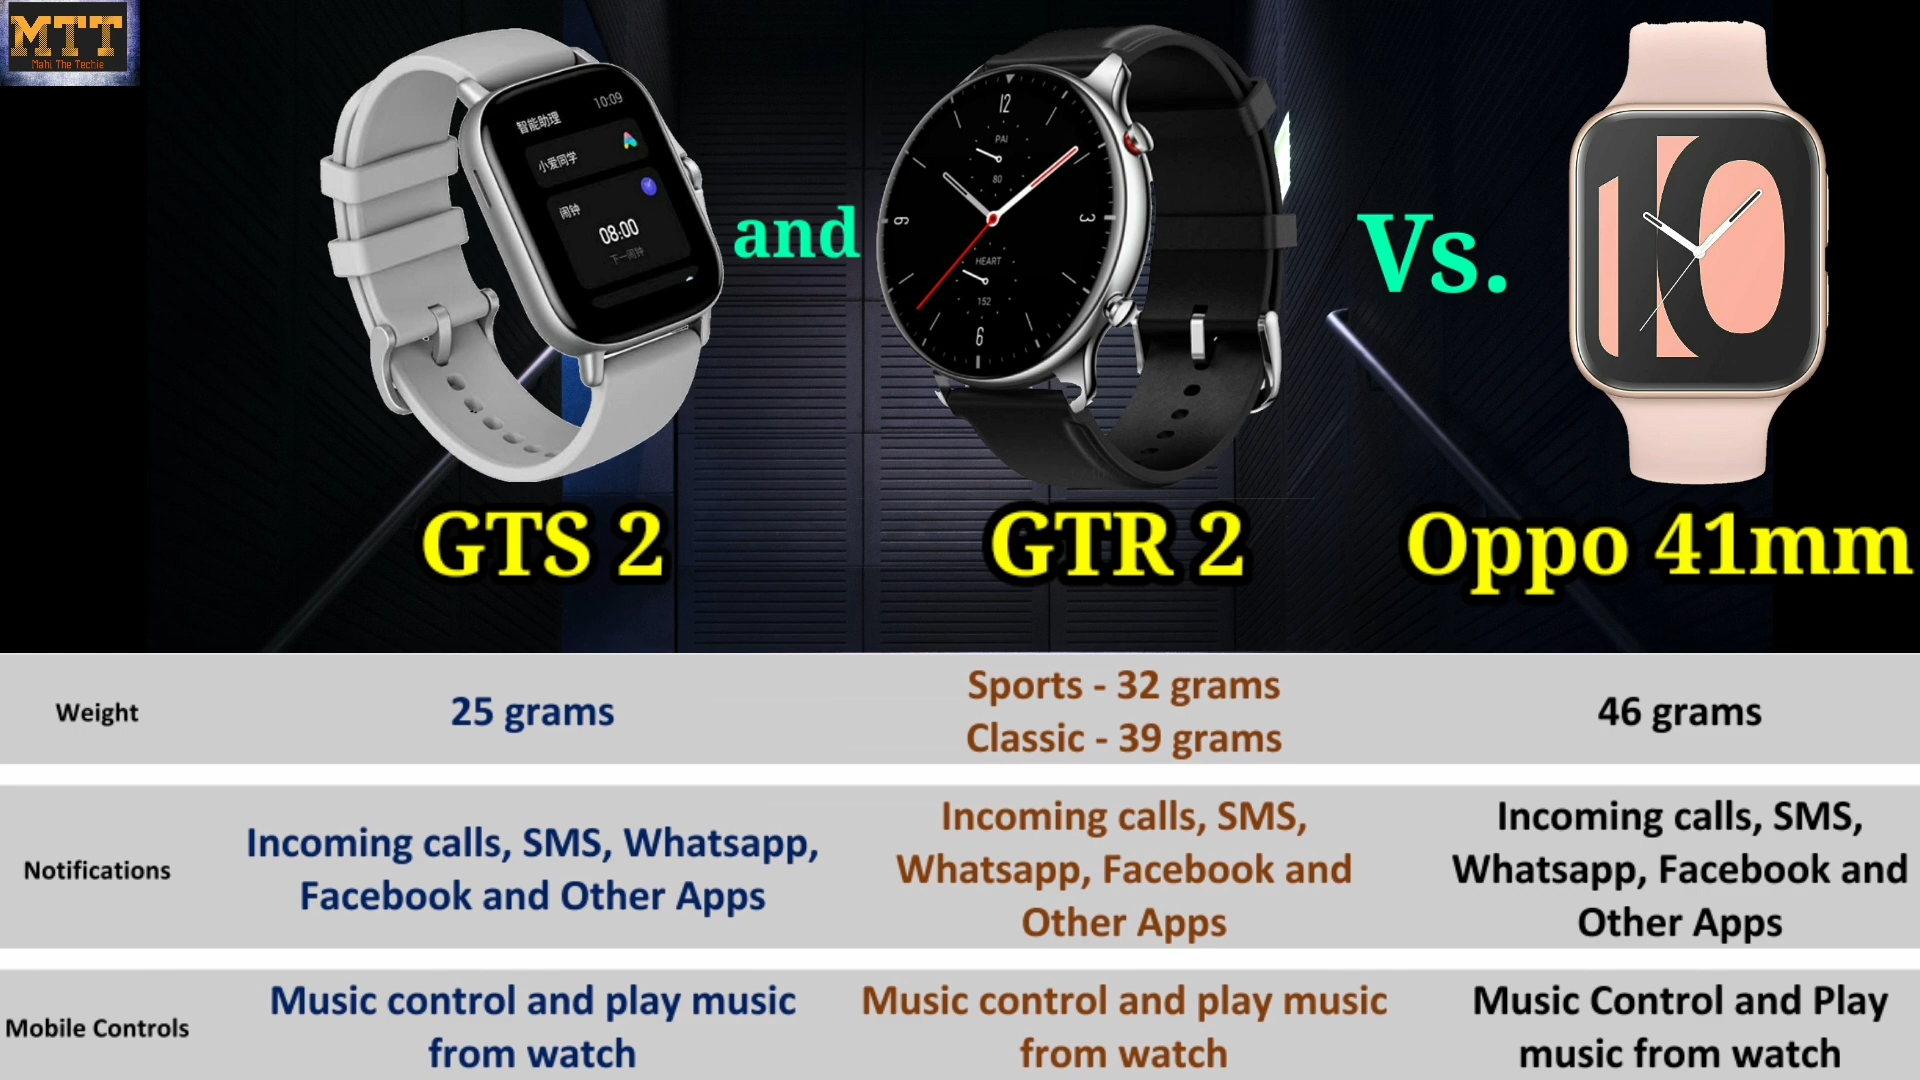 MTT
Mahi The Techie
10:09
智能助理
小爱同学
闹钟
08:00
下一闹钟
and
12
PAI
80
9
3
HEART
152
6
Vs.
10
GTS 2
GTR 2
Oppo 41mm
Weight
25 grams
Sports - 32 grams
Classic - 39 grams
46 grams
Notifications
Incoming calls, SMS, Whatsapp,
Facebook and Other Apps
Incoming calls, SMS,
Whatsapp, Facebook and
Other Apps
Incoming calls, SMS,
Whatsapp, Facebook and
Other Apps
Mobile Controls
Music control and play music
from watch
Music control and play music
from watch
Music Control and Play
music from watch